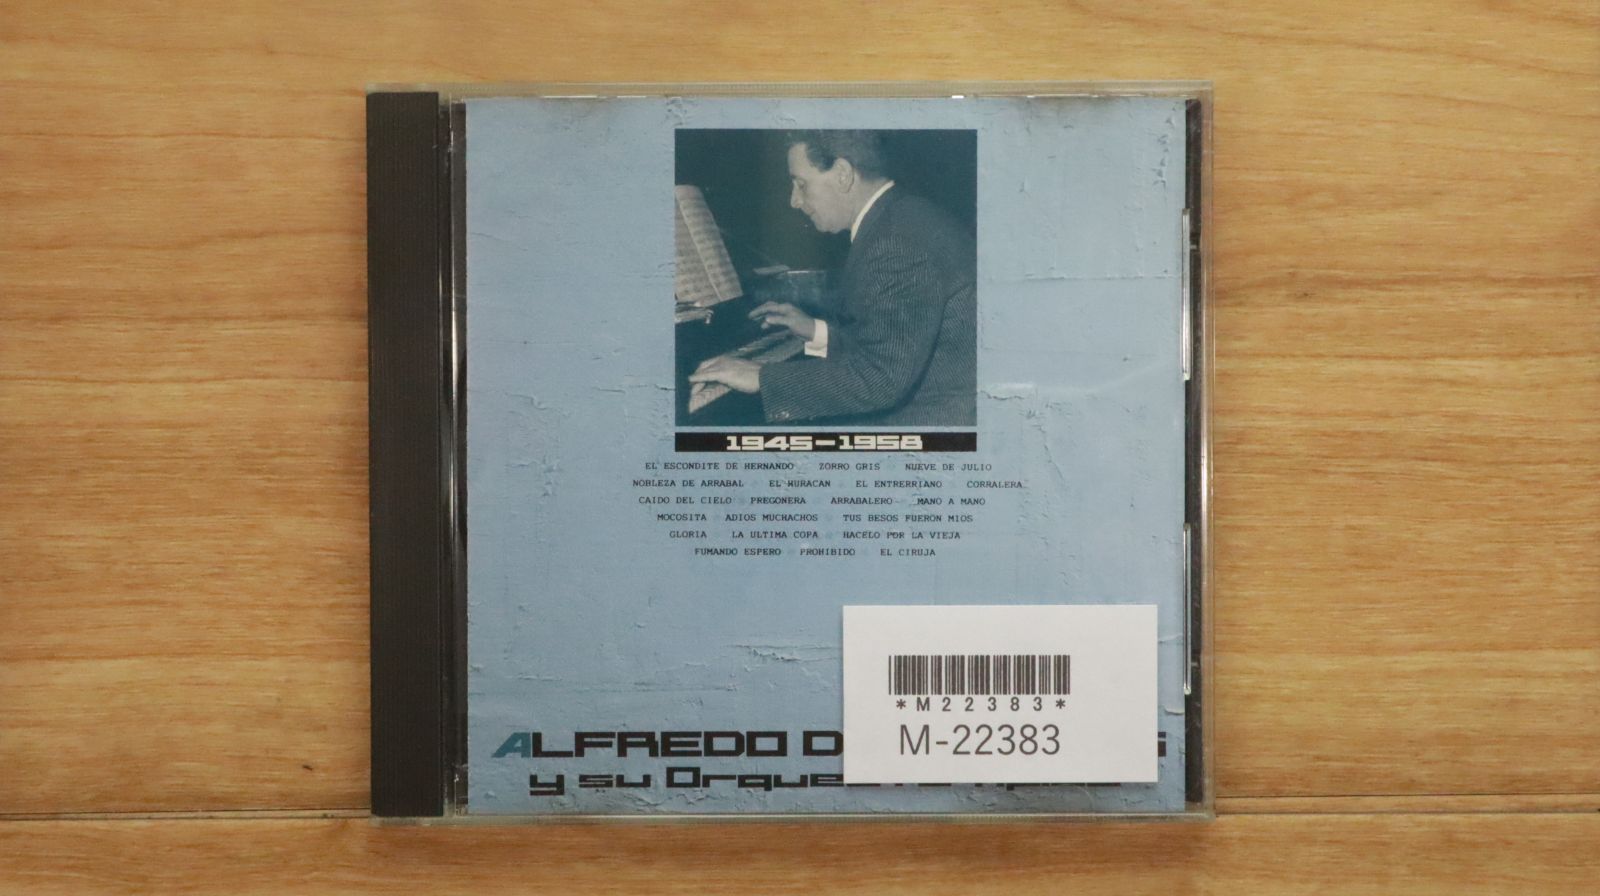 1945-1958
EL ESCONDITE DE HERNANDO ZORRO GRIS NUEVE DE JULIO
NOBLEZA DE ARRABAL EL HURACAN EL ENTRERRIANO CORRALERA
CAIDO DEL CIELO PREGONERA ARRABALERO MANO A MANO
MOCOSITA ADIOS MUCHACHOS TUS BESOS FUERON MIOS
GLORIA LA ULTIMA COPA HACELO POR LA VIEJA
FUMANDO ESPERO PROHIBIDO EL CIRUJA
*M22383*
M-22383
ALFREDO D
y su